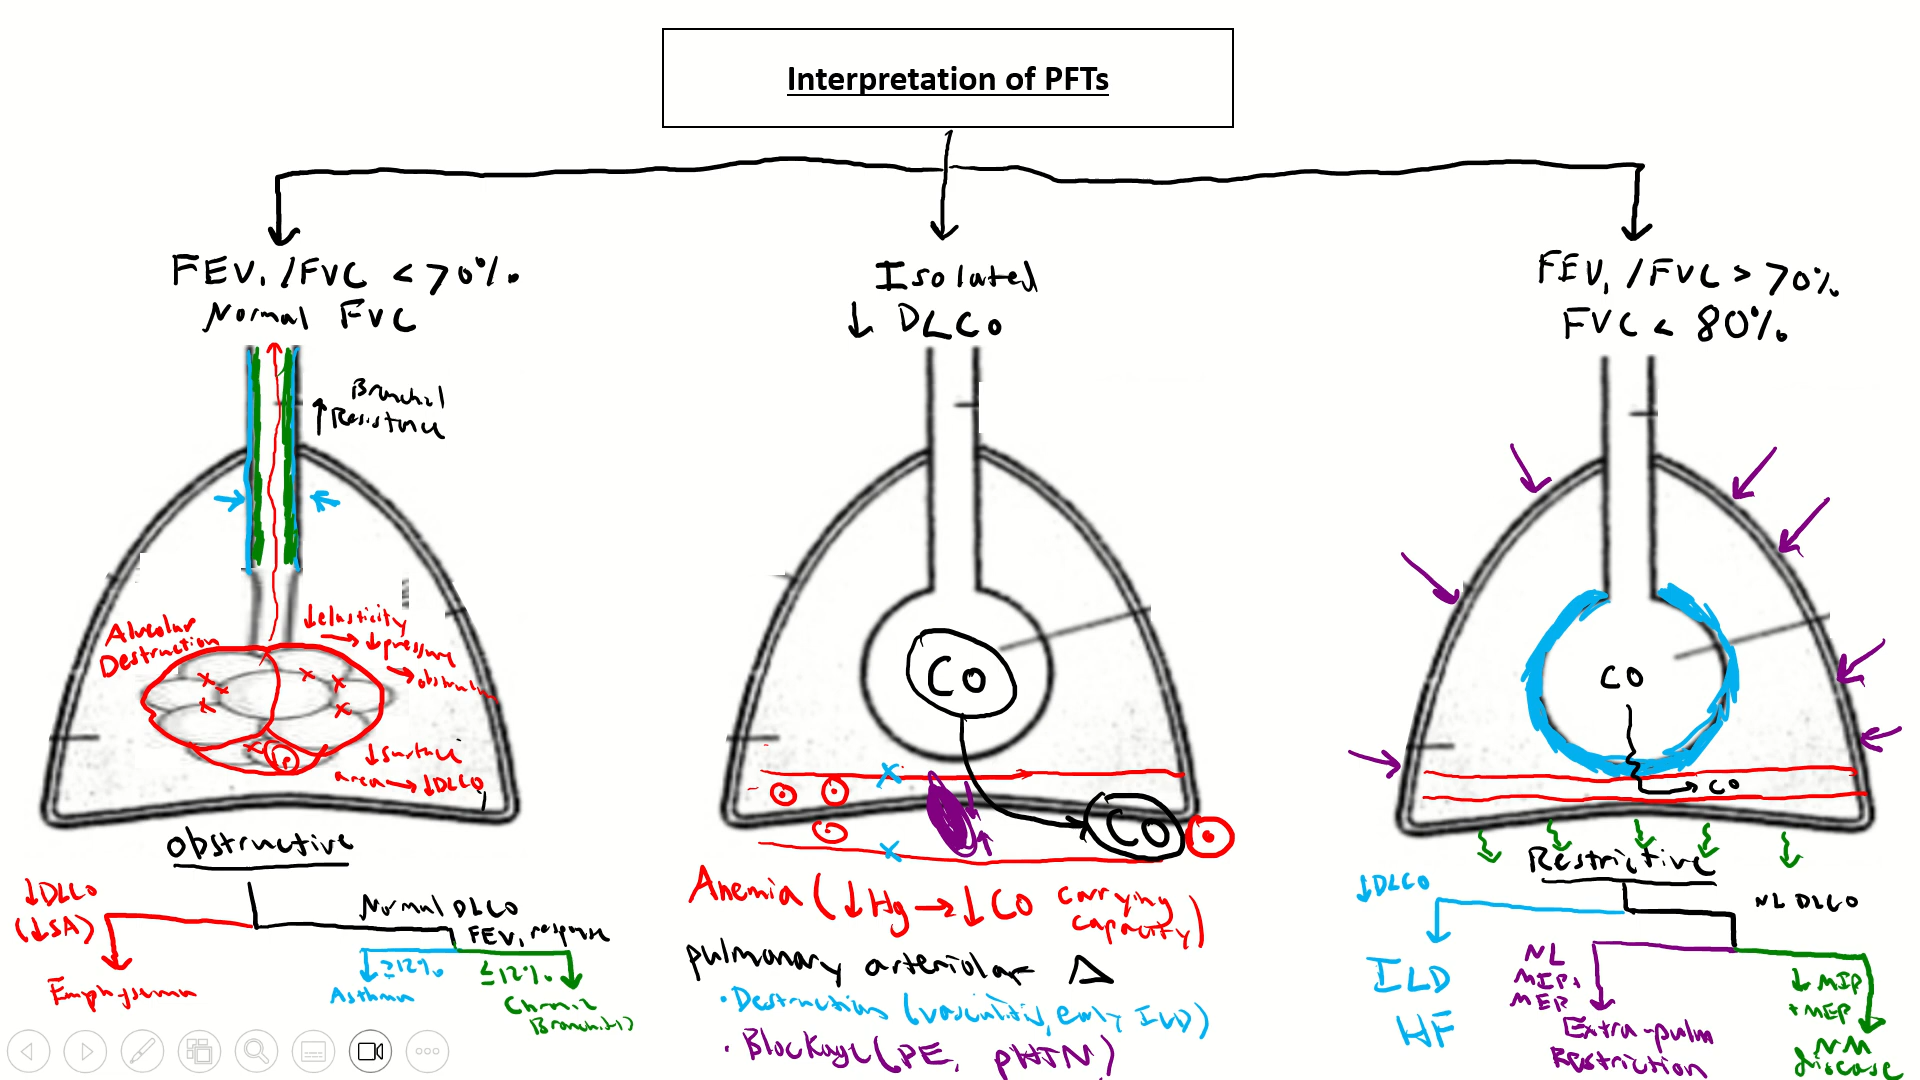 Interpretation of PFTs
FEV₁/FVC < 70%.
Normal FVC
↑ Bronchial
Resistance
Alveolar
Destruction
↓elasticity
→ ↓pressure
→ obstruction
↓surface
area → ↓DLCO
Obstructive
↓DLCO
(↓SA)
Emphysema
Normal DLCO
FEV₁ response
≥12%.
Asthma
≤12%.
Chronic
Bronchitis
Isolated
↓ DLCO
CO
CO
Anemia (↓Hg → ↓CO carrying
capacity)
pulmonary arteriolar Δ
• Destruction (vasculitis, early ILD)
• Blockage (PE, pHTN)
FEV₁/FVC > 70%.
FVC < 80%.
CO
CO
Restrictive
↓DLCO
ILD
HF
NL DLCO
NL
MIP+
MEP
Extra-pulm
Restriction
↓ MIP
+ MEP
NM
disease